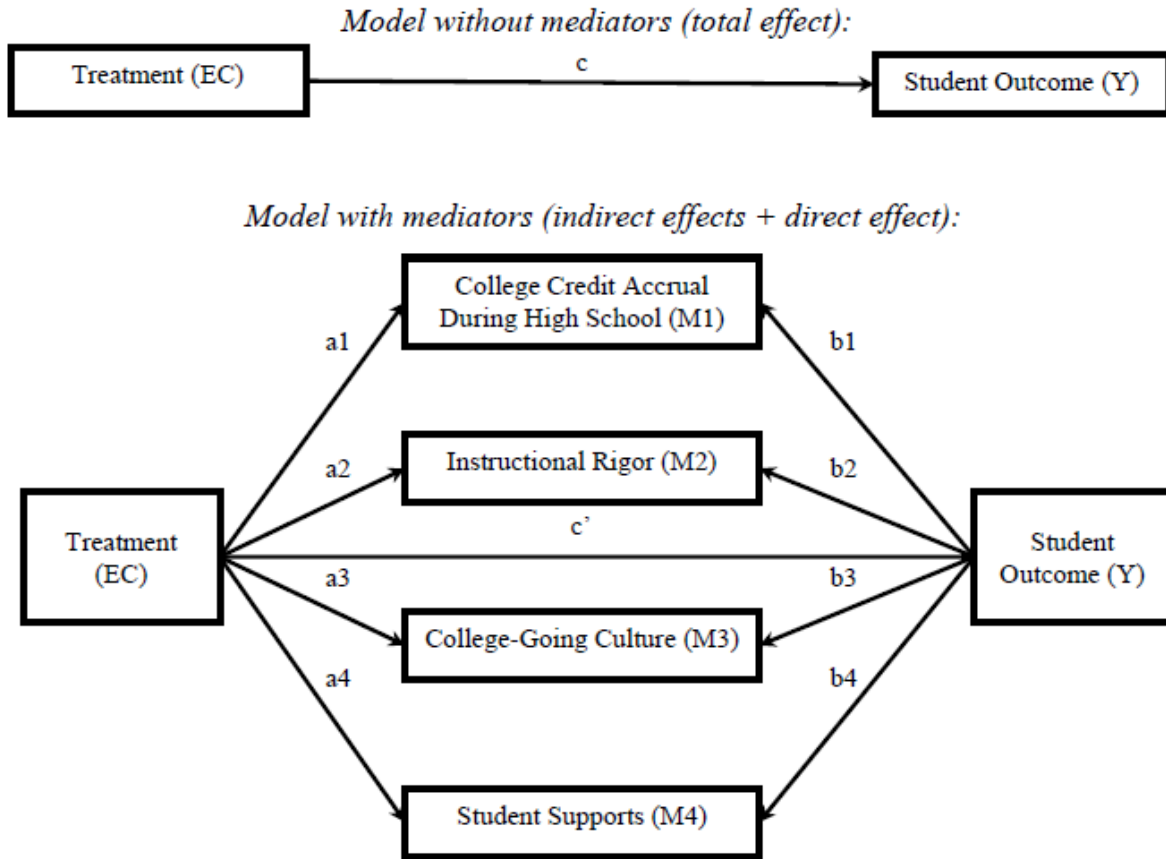 Model without mediators (total effect):
c
Treatment (EC)
Student Outcome (Y)
Model with mediators (indirect effects + direct effect):
College Credit Accrual
During High School (M1)
a1
b1
Instructional Rigor (M2)
a2
b2
c’
Treatment
(EC)
Student
Outcome (Y)
a3
b3
College-Going Culture (M3)
a4
b4
Student Supports (M4)